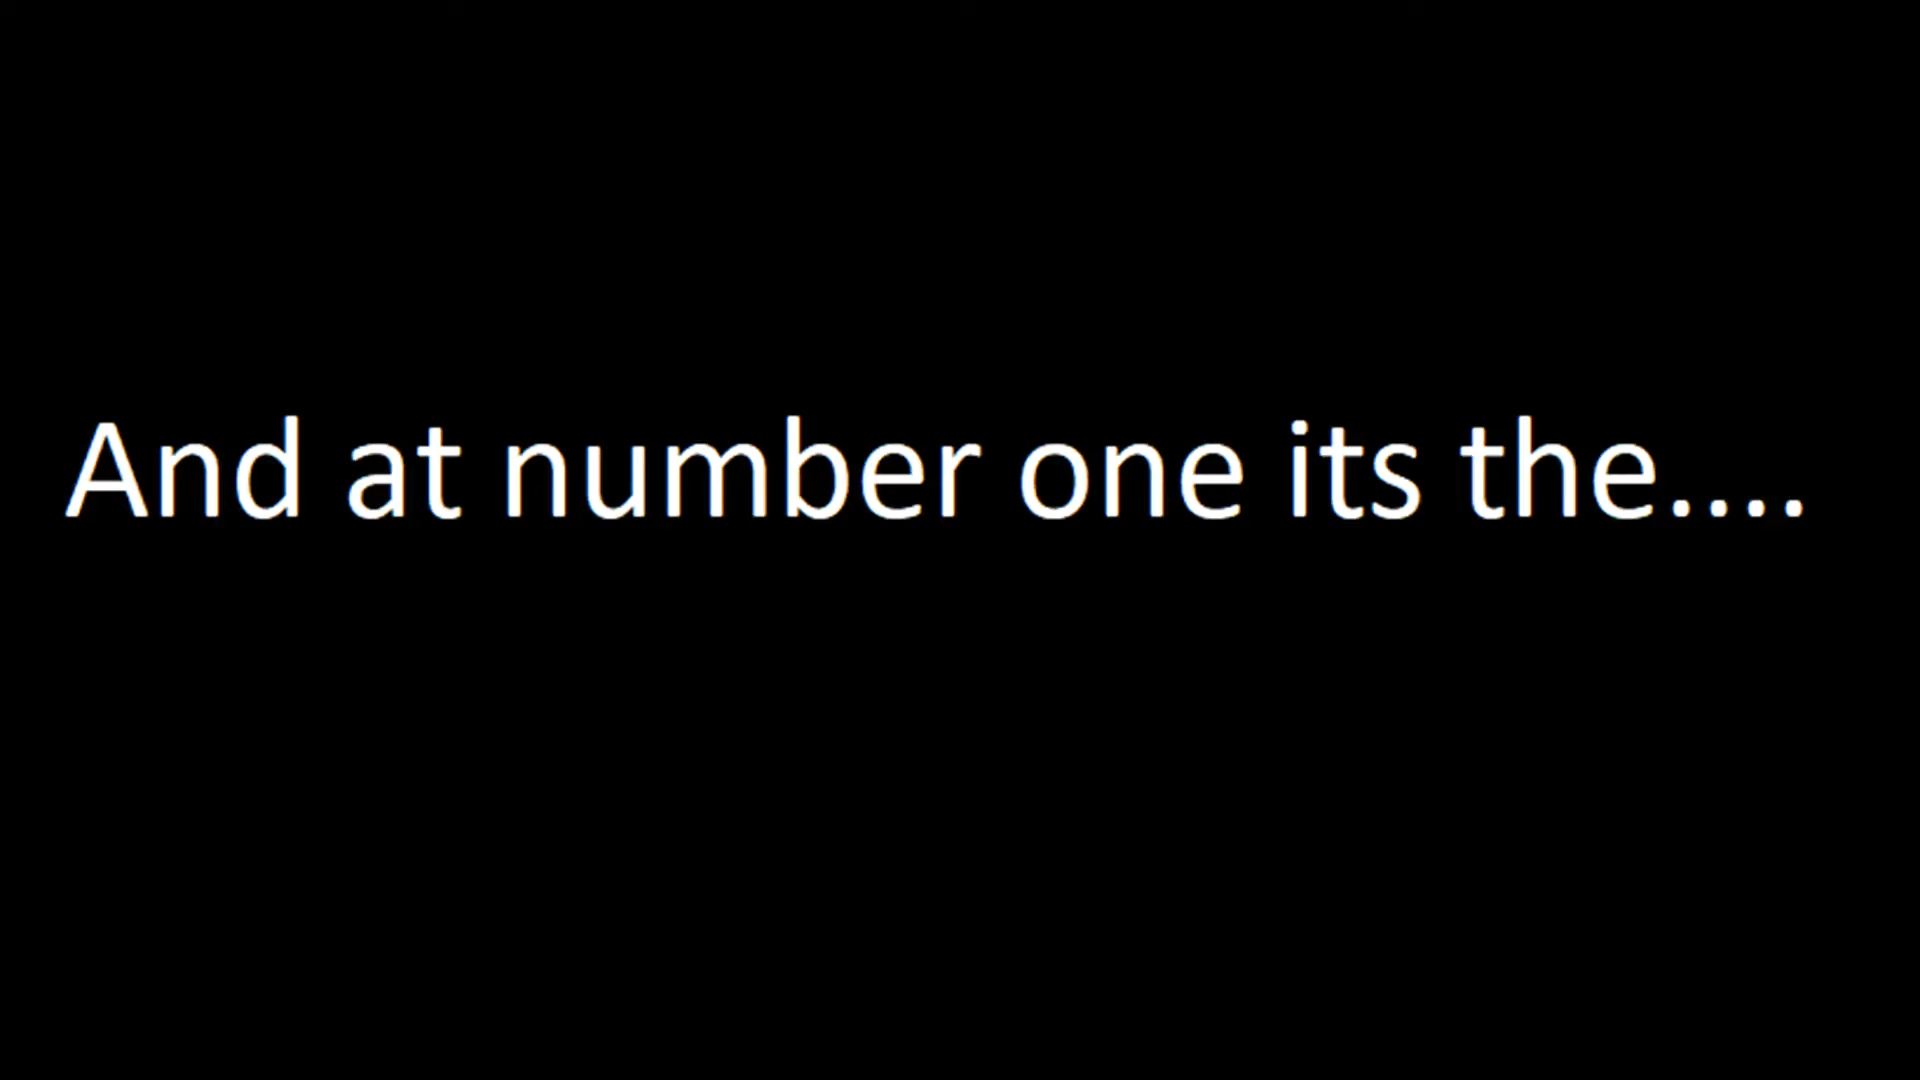 And at number one its the....